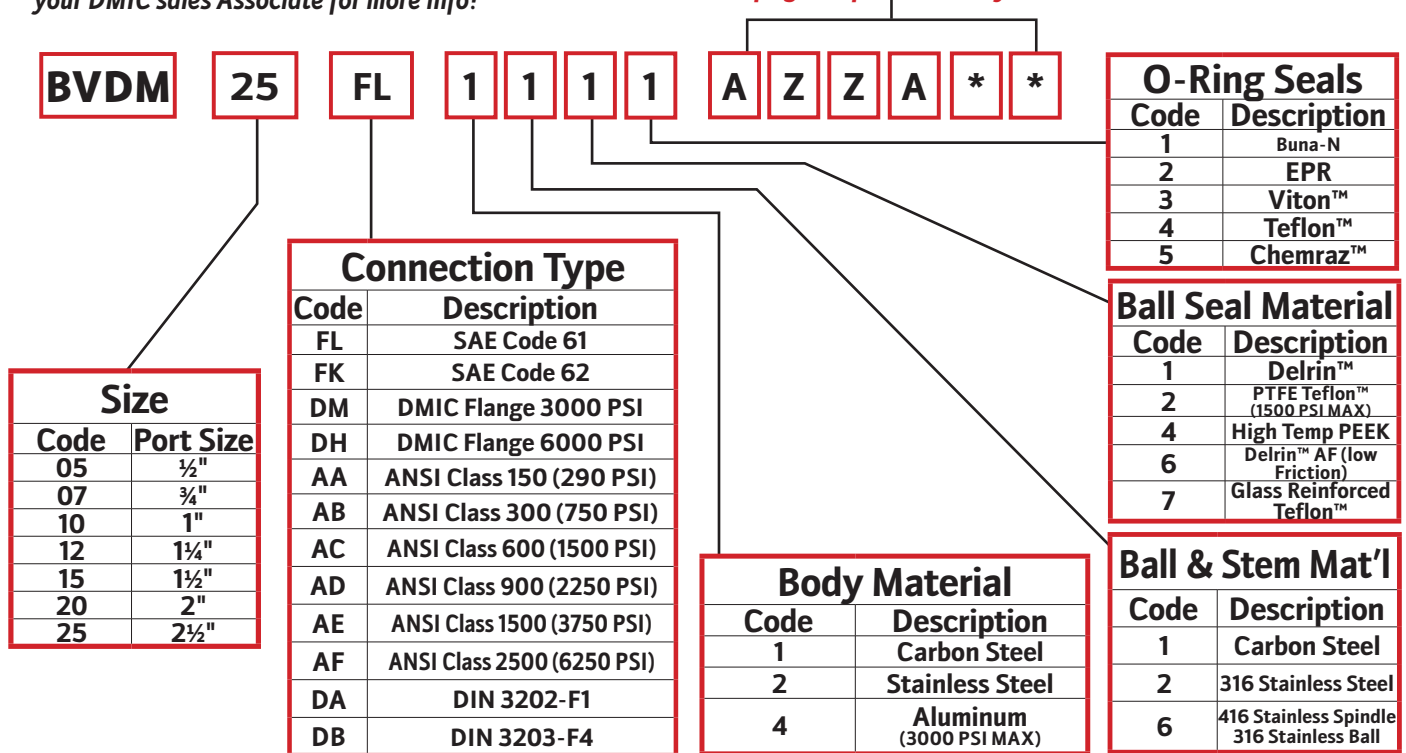 your DMIC sales Associate for more info!
BVDM 25 FL 1 1 1 1 A Z Z A * *
O-Ring Seals
Code Description
1 Buna-N
2 EPR
3 Viton™
4 Teflon™
5 Chemraz™
Ball Seal Material
Code Description
1 Delrin™
2 PTFE Teflon™
(1500 PSI MAX)
4 High Temp PEEK
6 Delrin™ AF (low
Friction)
7 Glass Reinforced
Teflon™
Connection Type
Code Description
FL SAE Code 61
FK SAE Code 62
DM DMIC Flange 3000 PSI
DH DMIC Flange 6000 PSI
AA ANSI Class 150 (290 PSI)
AB ANSI Class 300 (750 PSI)
AC ANSI Class 600 (1500 PSI)
AD ANSI Class 900 (2250 PSI)
AE ANSI Class 1500 (3750 PSI)
AF ANSI Class 2500 (6250 PSI)
DA DIN 3202-F1
DB DIN 3203-F4
Size
Code Port Size
05 ½"
07 ¾"
10 1"
12 1¼"
15 1½"
20 2"
25 2½"
Body Material
Code Description
1 Carbon Steel
2 Stainless Steel
4 Aluminum
(3000 PSI MAX)
Ball & Stem Mat'l
Code Description
1 Carbon Steel
2 316 Stainless Steel
6 416 Stainless Spindle
316 Stainless Ball